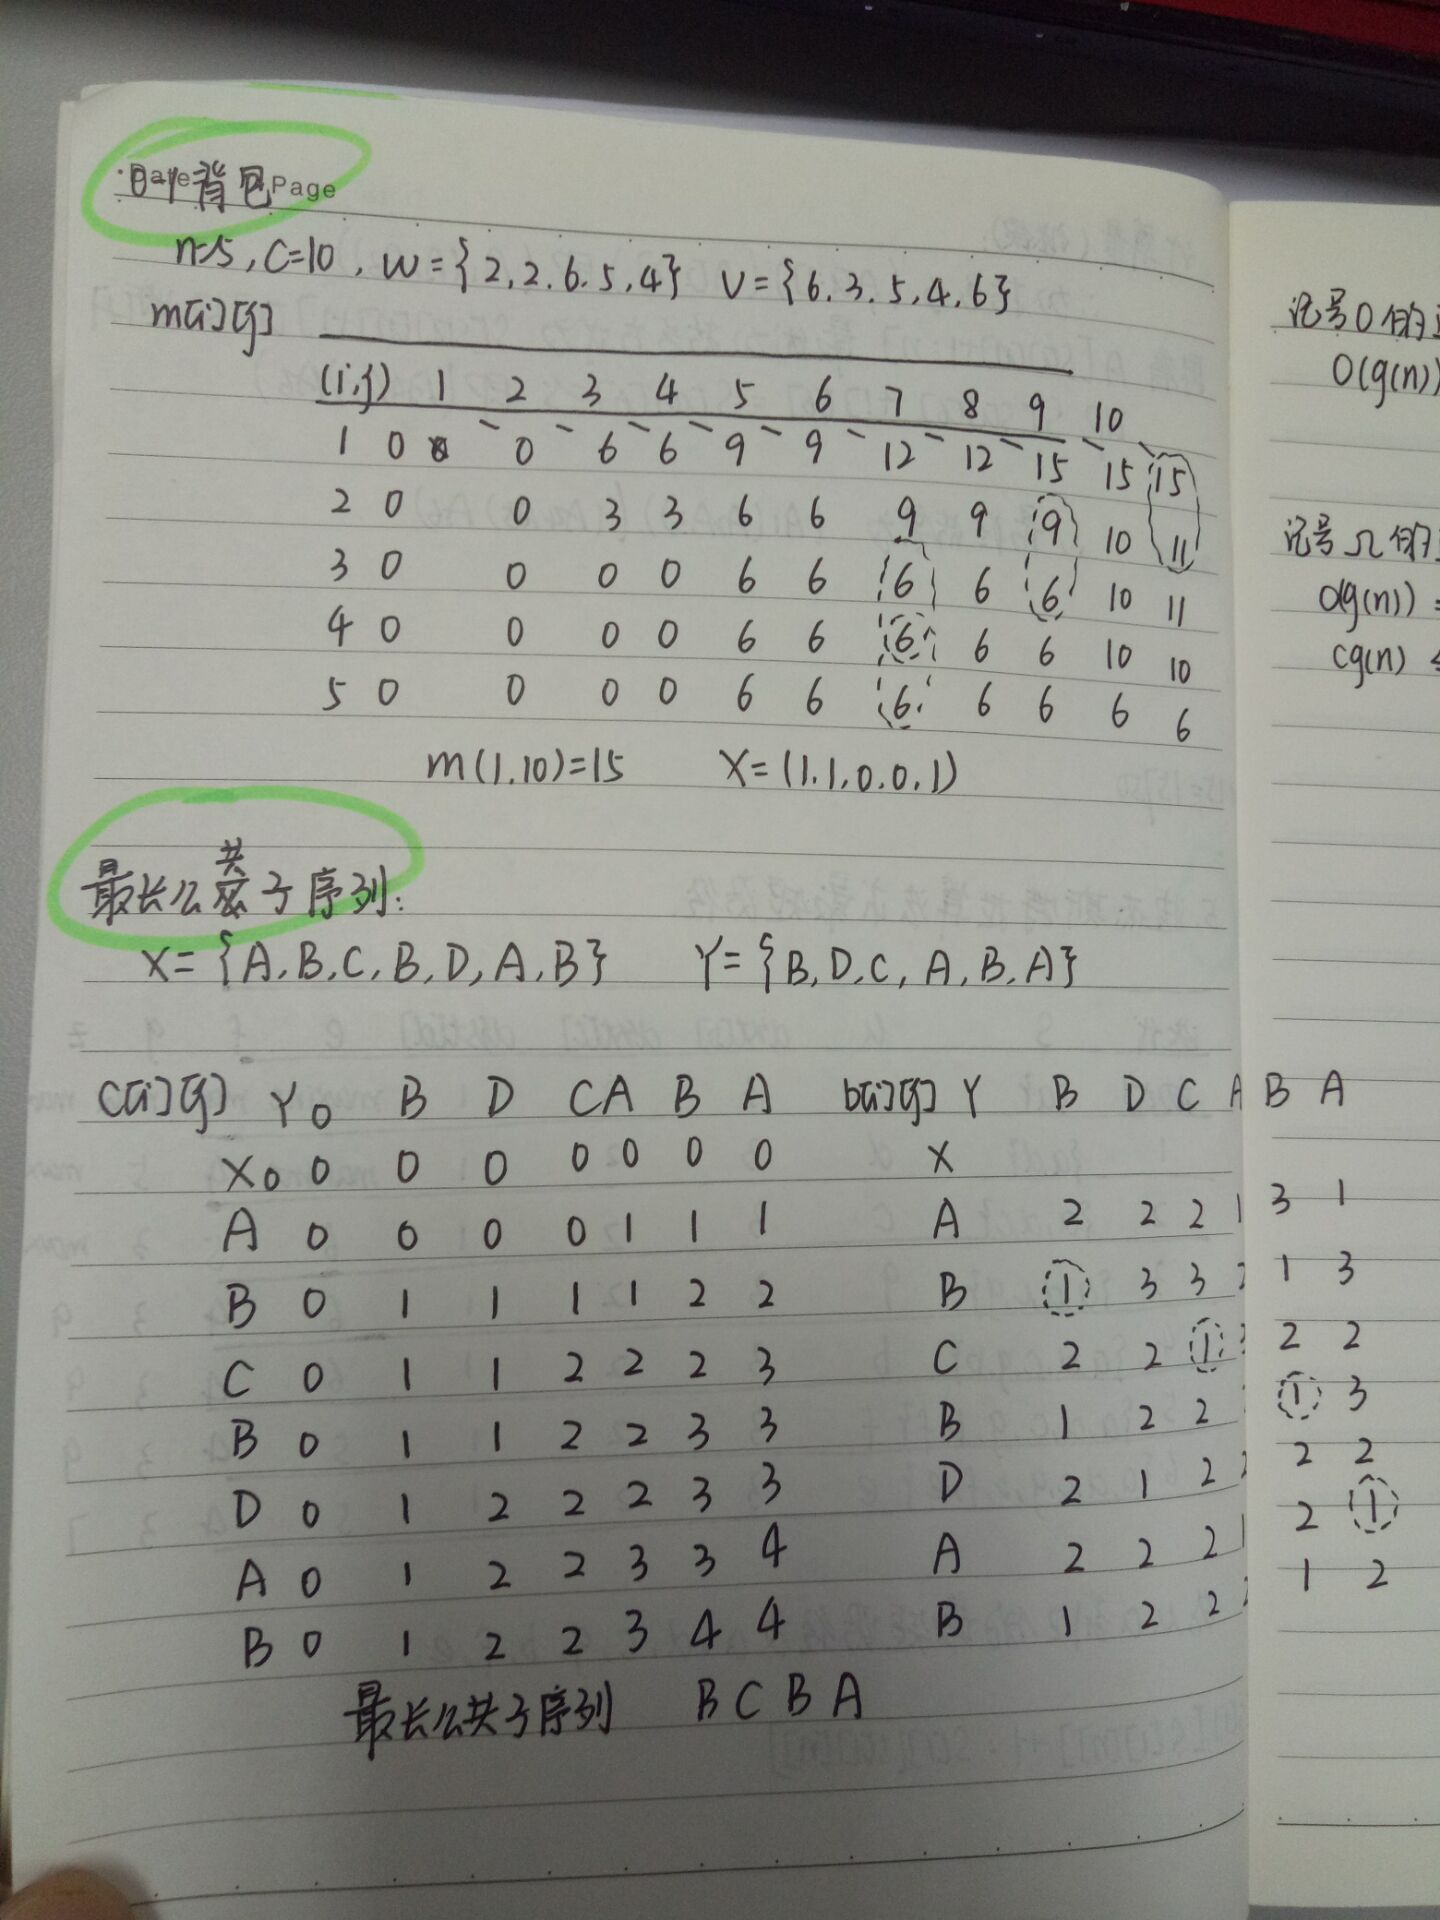 0-1背包 Page
n=5, C=10, W={2,2,6,5,4} V={6,3,5,4,6}
m[i][j]
(i,j) 1 2 3 4 5 6 7 8 9 10
1 0 0 6 6 9 9 12 12 15 15 15
2 0 0 3 3 6 6 9 9 9 10 11
3 0 0 0 0 6 6 6 6 6 10 11
4 0 0 0 0 6 6 6 6 6 10 10
5 0 0 0 0 6 6 6 6 6 6 6
m(1,10)=15 X=(1,1,0,0,1)
最长公共子序列:
X={A,B,C,B,D,A,B} Y={B,D,C,A,B,A}
C[i][j] Y0 B D C A B A b[i][j] Y B D C A B A
X0 0 0 0 0 0 0 0 X
A 0 0 0 0 1 1 1 A 2 2 2 1 3 1
B 0 1 1 1 1 2 2 B 1 3 3 2 1 3
C 0 1 1 2 2 2 3 C 2 2 1 2 2
B 0 1 1 2 2 3 3 B 1 2 2 1 3
D 0 1 2 2 2 3 3 D 2 1 2 2 2 2
A 0 1 2 2 3 3 4 A 2 2 2 1 2 1
B 0 1 2 2 3 4 4 B 1 2 2 2 1 2
最长公共子序列 B C B A
记号O的
O(g(n))
记号Ω的
O(g(n)) =
cg(n) ≤